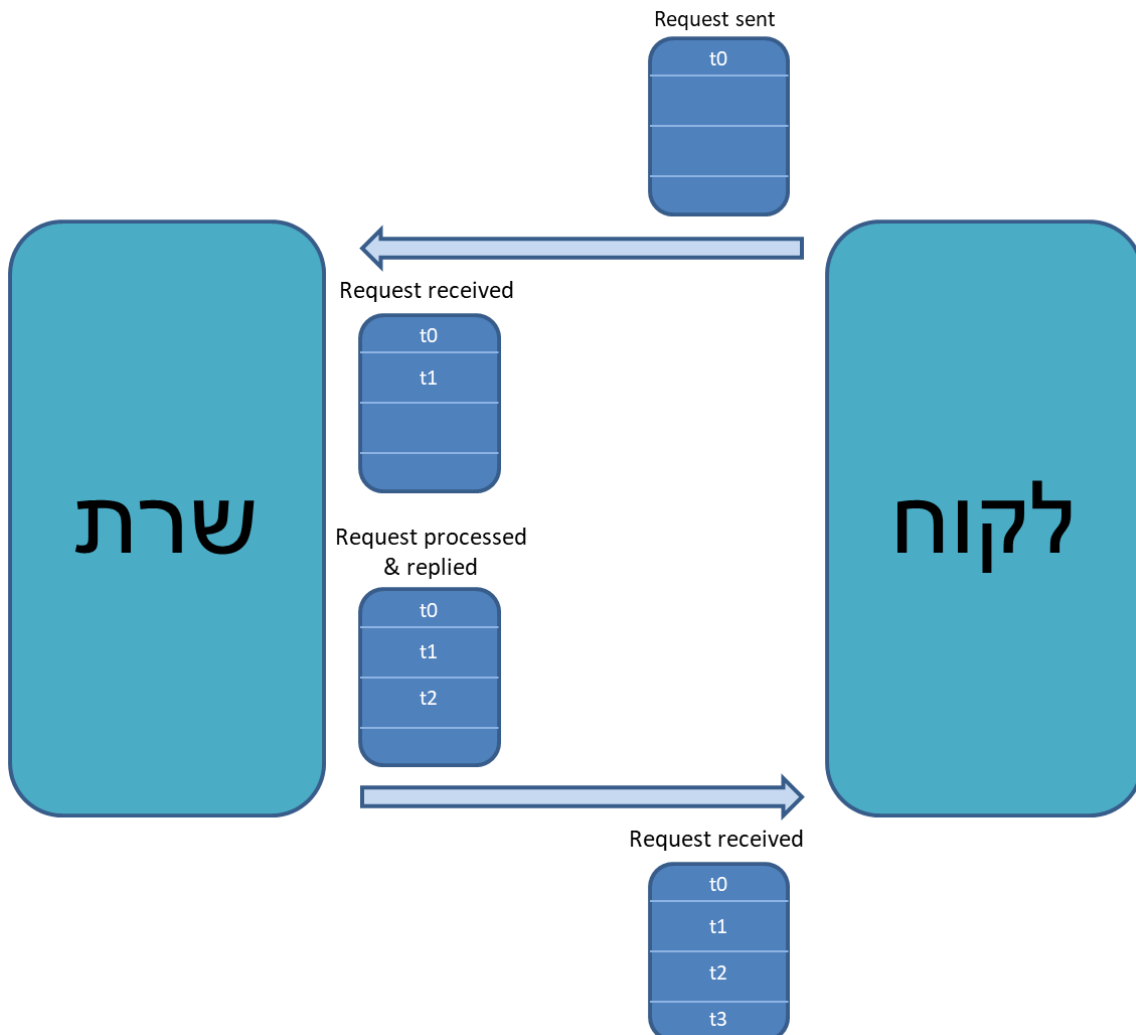 Request sent
t0
Request received
t0
t1
שרת
לקוח
Request processed
& replied
t0
t1
t2
Request received
t0
t1
t2
t3